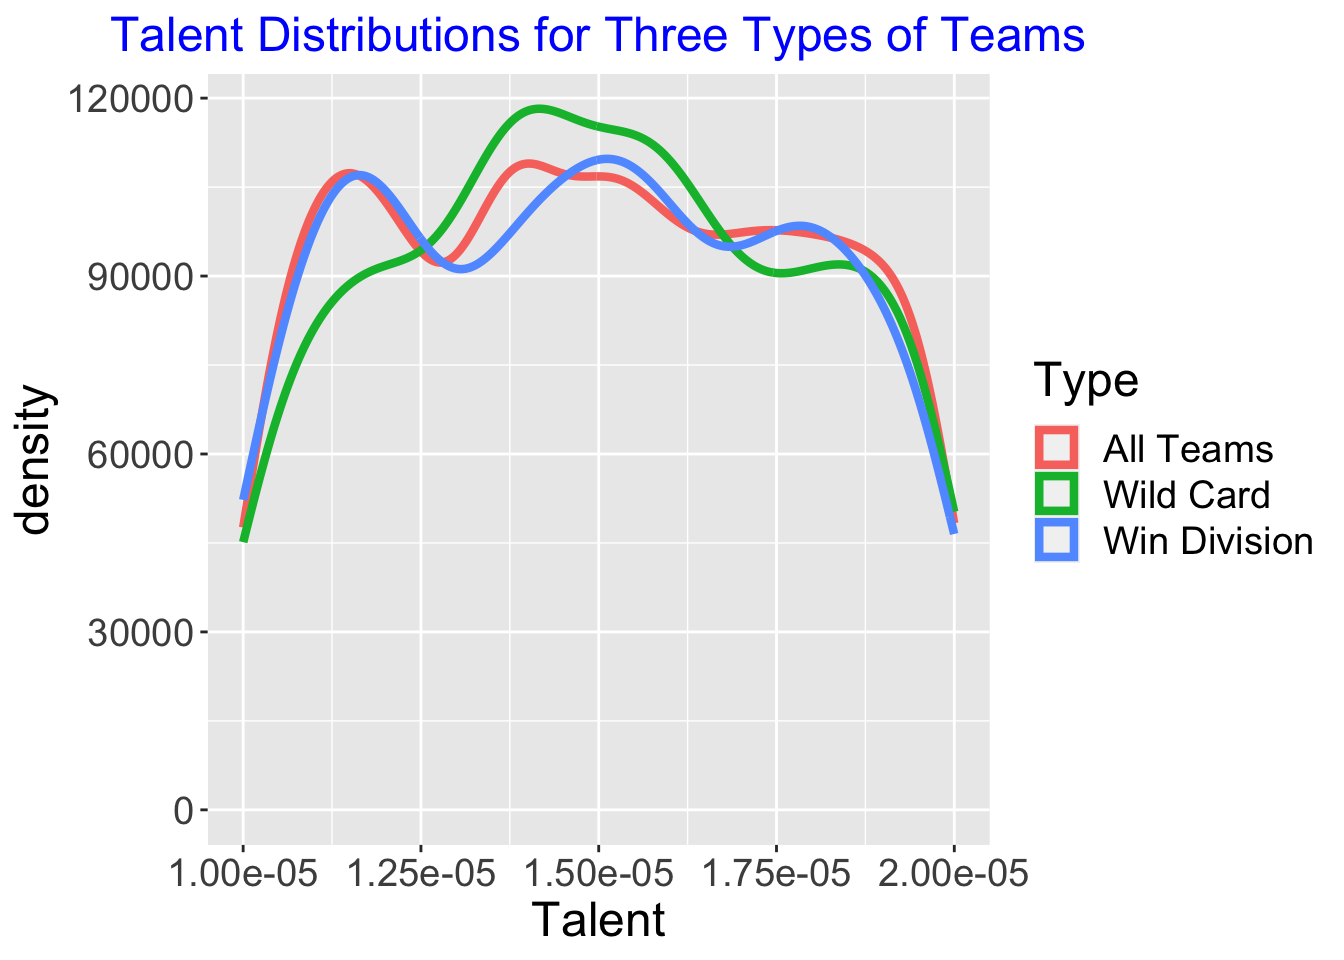 Talent Distributions for Three Types of Teams
120000
90000
60000
30000
0
density
1.00e-05 1.25e-05 1.50e-05 1.75e-05 2.00e-05
Talent
Type
All Teams
Wild Card
Win Division